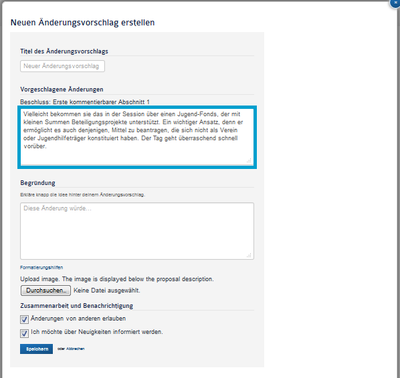 Neuen Änderungsvorschlag erstellen
Titel des Änderungsvorschlags
Neuer Änderungsvorschlag
Vorgeschlagene Änderungen
Beschluss: Erste kommentierbarer Abschnitt 1
Vielleicht bekommen sie das in der Session über einen Jugend-Fonds, der mit
kleinen Summen Beteiligungsprojekte unterstützt. Ein wichtiger Ansatz, denn er
ermöglicht es auch denjenigen, Mittel zu beantragen, die sich nicht als Verein
oder Jugendhilfeträger konstituiert haben. Der Tag geht überraschend schnell
vorüber.
Begründung
Erkläre knapp die Idee hinter deinem Änderungsvorschlag.
Diese Änderung würde...
Formatierungshilfen
Upload image. The image is displayed below the proposal description.
Durchsuchen... Keine Datei ausgewählt.
Zusammenarbeit und Benachrichtigung
Änderungen von anderen erlauben
Ich möchte über Neuigkeiten informiert werden.
Speichern oder Abbrechen